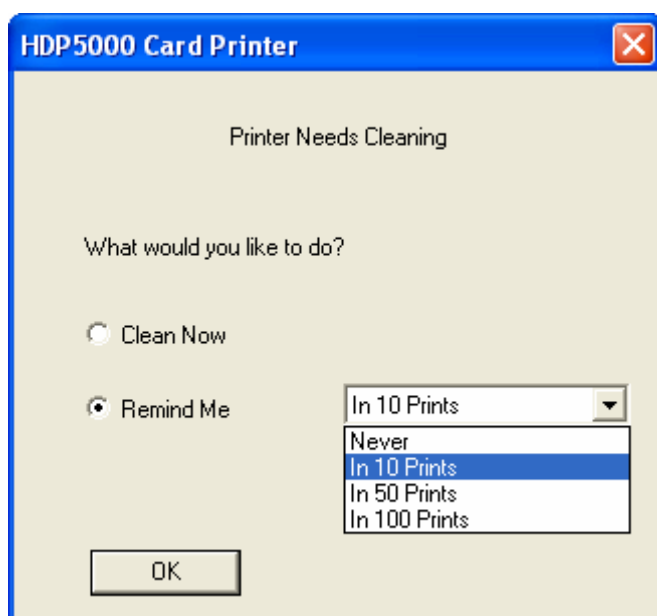 HDP5000 Card Printer
Printer Needs Cleaning
What would you like to do?
Clean Now
Remind Me In 10 Prints
Never
In 10 Prints
In 50 Prints
In 100 Prints
OK